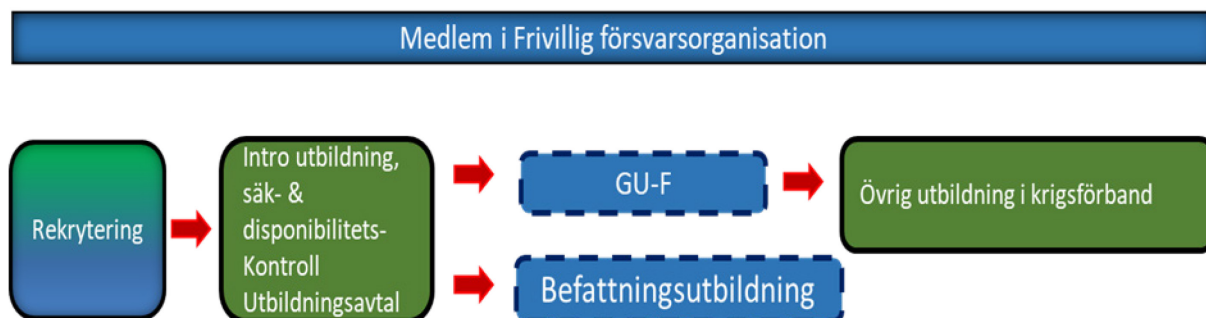 Medlem i Frivillig försvarsorganisation
Rekrytering
Intro utbildning,
säk- &
disponibilitets-
Kontroll
Utbildningsavtal
GU-F
Befattningsutbildning
Övrig utbildning i krigsförband